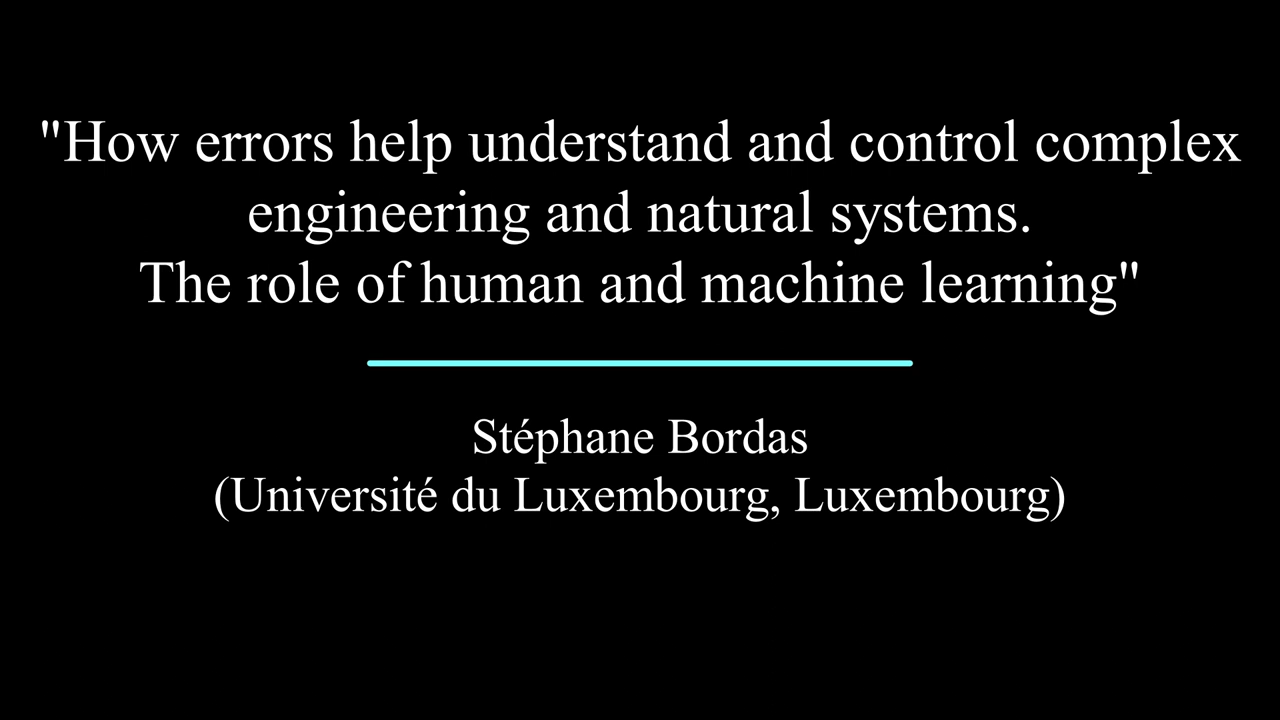 "How errors help understand and control complex
engineering and natural systems.
The role of human and machine learning"
Stéphane Bordas
(Université du Luxembourg, Luxembourg)